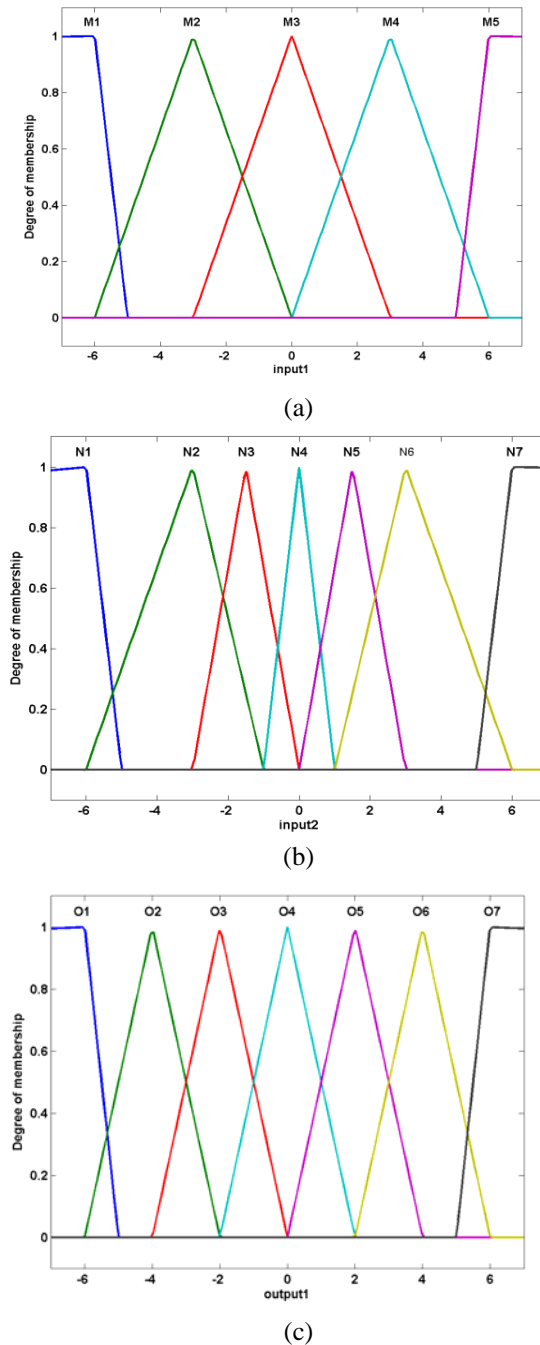 M1 M2 M3 M4 M5
1
0.8
0.6
0.4
0.2
0
Degree of membership
-6 -4 -2 0 2 4 6
input1
(a)
N1 N2 N3 N4 N5 N6 N7
1
0.8
0.6
0.4
0.2
0
Degree of membership
-6 -4 -2 0 2 4 6
input2
(b)
O1 O2 O3 O4 O5 O6 O7
1
0.8
0.6
0.4
0.2
0
Degree of membership
-6 -4 -2 0 2 4 6
output1
(c)